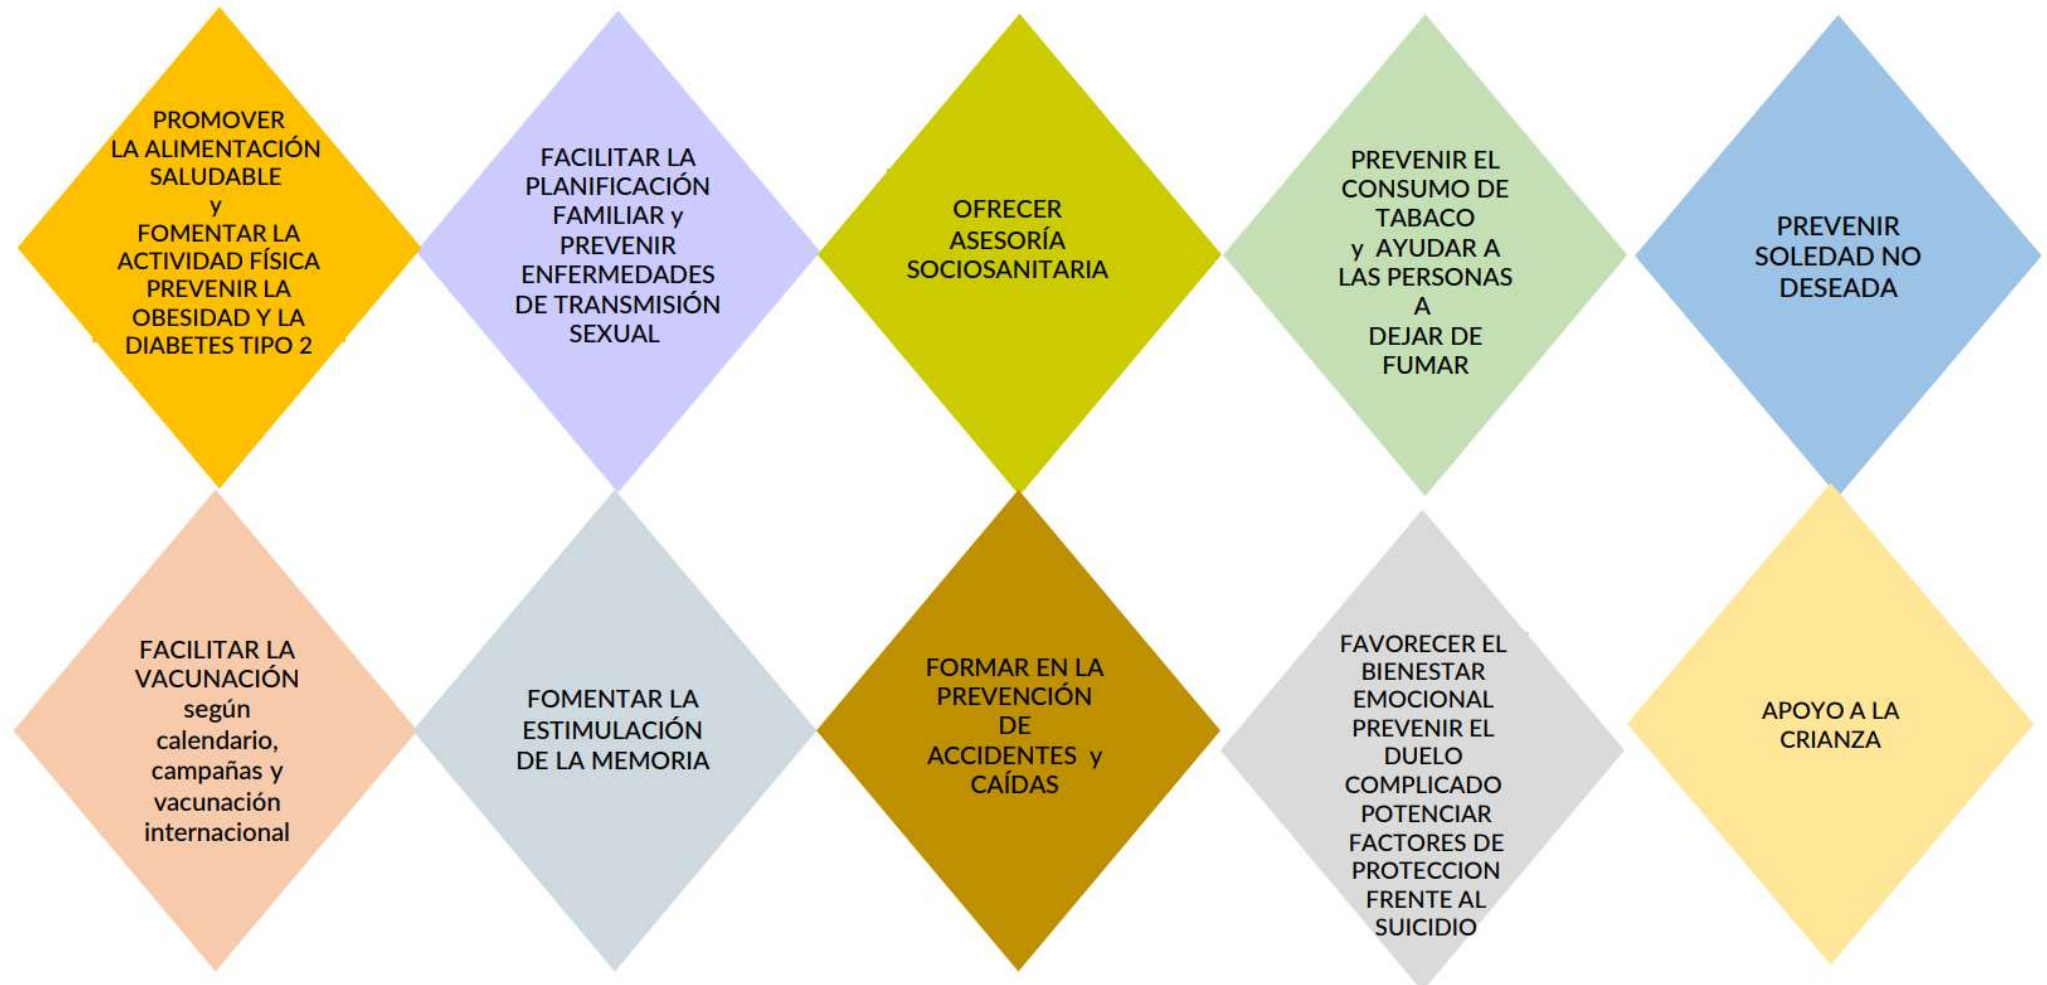 PROMOVER
LA ALIMENTACIÓN
SALUDABLE
y
FOMENTAR LA
ACTIVIDAD FÍSICA
PREVENIR LA
OBESIDAD Y LA
DIABETES TIPO 2
FACILITAR LA
PLANIFICACIÓN
FAMILIAR y
PREVENIR
ENFERMEDADES
DE TRANSMISIÓN
SEXUAL
OFRECER
ASESORÍA
SOCIOSANITARIA
PREVENIR EL
CONSUMO DE
TABACO
y AYUDAR A
LAS PERSONAS
A
DEJAR DE
FUMAR
PREVENIR
SOLEDAD NO
DESEADA
FACILITAR LA
VACUNACIÓN
según
calendario,
campañas y
vacunación
internacional
FOMENTAR LA
ESTIMULACIÓN
DE LA MEMORIA
FORMAR EN LA
PREVENCIÓN
DE
ACCIDENTES y
CAÍDAS
FAVORECER EL
BIENESTAR
EMOCIONAL
PREVENIR EL
DUELO
COMPLICADO
POTENCIAR
FACTORES DE
PROTECCION
FRENTE AL
SUICIDIO
APOYO A LA
CRIANZA